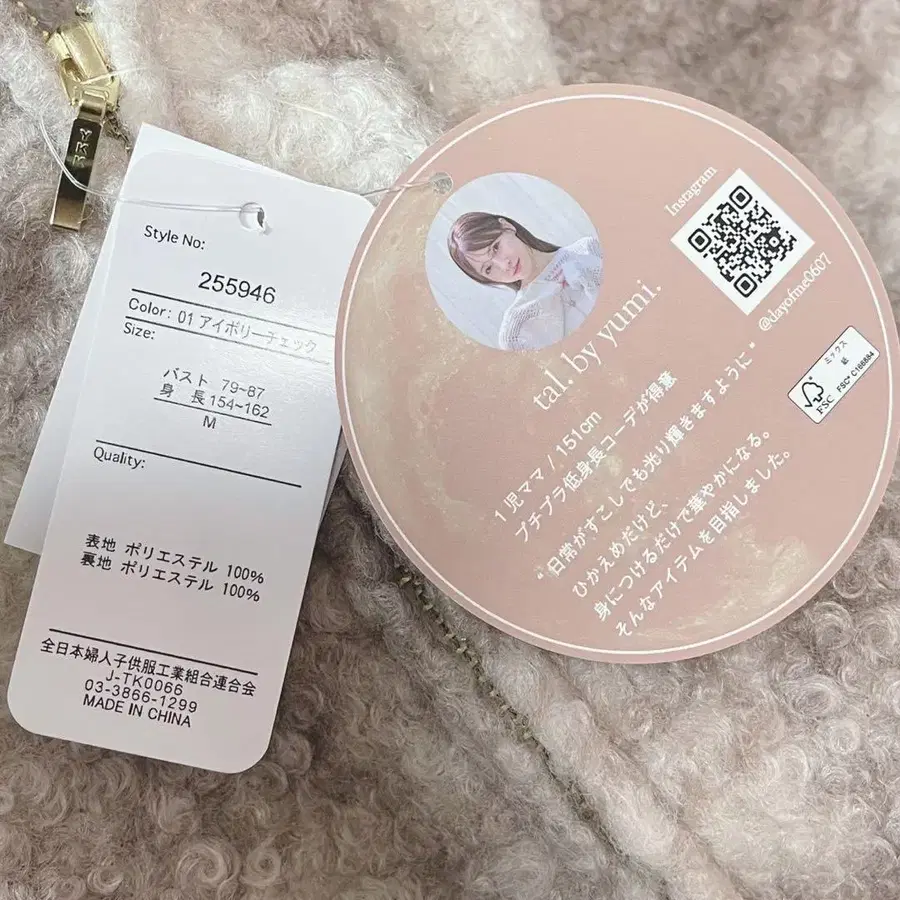 YKK
Style No:
255946
Color: 01 アイボリーチェック
Size:
バスト 79~87
身 長 154~162
M
Quality:
表地 ポリエステル 100%
裏地 ポリエステル 100%
全日本婦人子供服工業組合連合会
J-TK0066
03-3866-1299
MADE IN CHINA
Instagram
@dayofme0607
tal. by yumi.
1児ママ / 151cm
プチプラ低身長コーデが得意
"日常がすこしでも光り輝きますように"
ひかえめだけど、
身につけるだけで華やかになる。
そんなアイテムを目指しました。
ミックス
紙
FSC
FSC® C166884